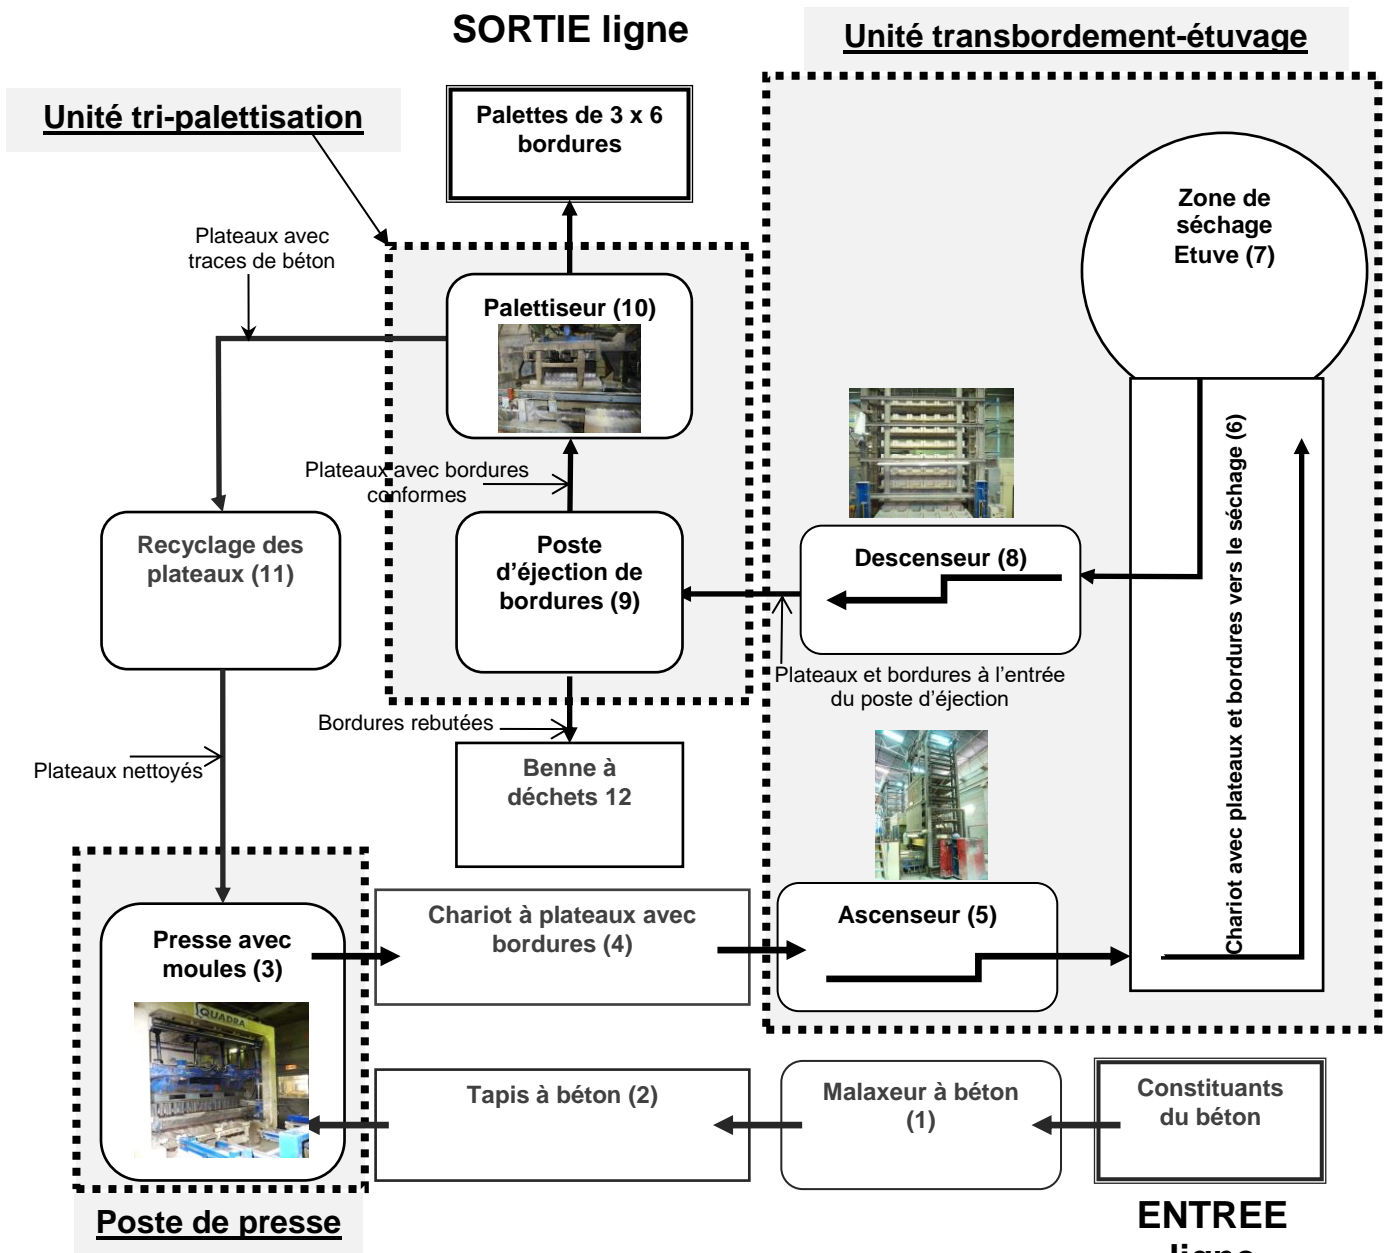 SORTIE ligne
Unité transbordement-étuvage
Unité tri-palettisation
Palettes de 3 x 6
bordures
Zone de
séchage
Etuve (7)
Plateaux avec
traces de béton
Palettiseur (10)
Plateaux avec bordures
conformes
Chariot avec plateaux et bordures vers le séchage (6)
Recyclage des
plateaux (11)
Poste
d’éjection de
bordures (9)
Descenseur (8)
Plateaux et bordures à l’entrée
du poste d’éjection
Bordures rebutées
Plateaux nettoyés
Benne à
déchets 12
Presse avec
moules (3)
QUADRA
Chariot à plateaux avec
bordures (4)
Ascenseur (5)
Tapis à béton (2)
Malaxeur à béton
(1)
Constituants
du béton
Poste de presse
ENTREE
ligne